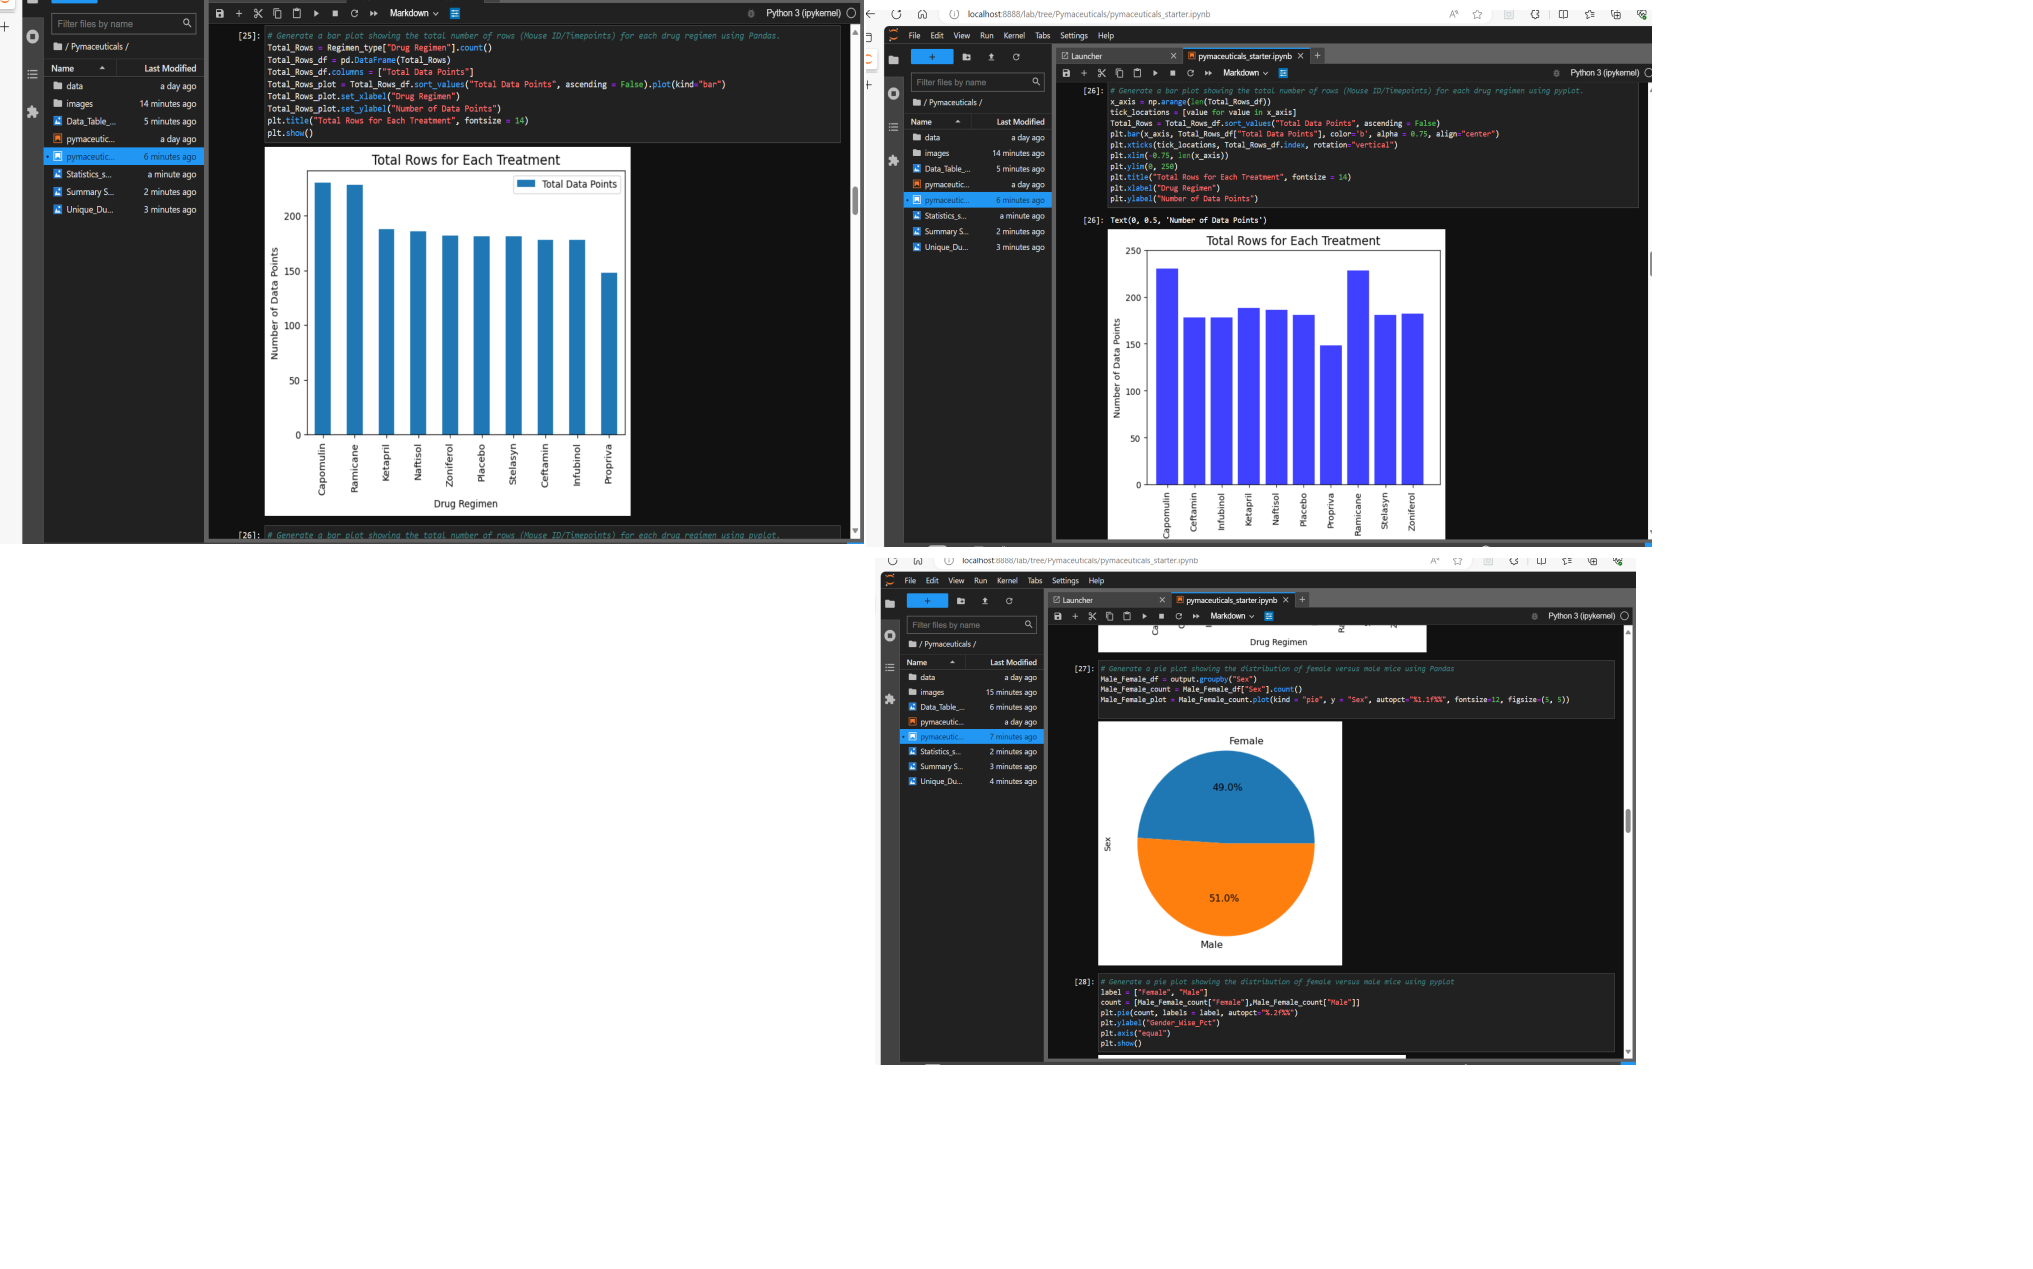 Filter files by name
/ Pymaceuticals /
Name Last Modified
data a day ago
images 14 minutes ago
Data_Table_... 5 minutes ago
pymaceutic... a day ago
pymaceutic... 6 minutes ago
Statistics_s... a minute ago
Summary S... 2 minutes ago
Unique_Du... 3 minutes ago
Markdown
Python 3 (ipykernel)
[25]: # Generate a bar plot showing the total number of rows (Mouse ID/Timepoints) for each drug regimen using Pandas.
Total_Rows = Regimen_type["Drug Regimen"].count()
Total_Rows_df = pd.DataFrame(Total_Rows)
Total_Rows_df.columns = ["Total Data Points"]
Total_Rows_plot = Total_Rows_df.sort_values("Total Data Points", ascending = False).plot(kind="bar")
Total_Rows_plot.set_xlabel("Drug Regimen")
Total_Rows_plot.set_ylabel("Number of Data Points")
plt.title("Total Rows for Each Treatment", fontsize = 14)
plt.show()
Total Rows for Each Treatment
Total Data Points
200
150
100
50
0
Number of Data Points
Capomulin
Ramicane
Ketapril
Naftisol
Zoniferol
Placebo
Stelasyn
Ceftamin
Infubinol
Propriva
Drug Regimen
[26]: # Generate a bar plot showing the total number of rows (Mouse ID/Timepoints) for each drug regimen using pyplot.
localhost:8888/lab/tree/Pymaceuticals/pymaceuticals_starter.ipynb
File Edit View Run Kernel Tabs Settings Help
Launcher
pymaceuticals_starter.ipynb
Filter files by name
Markdown
Python 3 (ipykernel)
/ Pymaceuticals /
Name Last Modified
data a day ago
images 14 minutes ago
Data_Table_... 5 minutes ago
pymaceutic... a day ago
pymaceutic... 6 minutes ago
Statistics_s... a minute ago
Summary S... 2 minutes ago
Unique_Du... 3 minutes ago
[26]: # Generate a bar plot showing the total number of rows (Mouse ID/Timepoints) for each drug regimen using pyplot.
x_axis = np.arange(len(Total_Rows_df))
tick_locations = [value for value in x_axis]
Total_Rows = Total_Rows_df.sort_values("Total Data Points", ascending = False)
plt.bar(x_axis, Total_Rows_df["Total Data Points"], color='b', alpha = 0.75, align="center")
plt.xticks(tick_locations, Total_Rows_df.index, rotation="vertical")
plt.xlim(-0.75, len(x_axis))
plt.ylim(0, 250)
plt.title("Total Rows for Each Treatment", fontsize = 14)
plt.xlabel("Drug Regimen")
plt.ylabel("Number of Data Points")
[26]: Text(0, 0.5, 'Number of Data Points')
Total Rows for Each Treatment
250
200
150
100
50
0
Number of Data Points
Capomulin
Ceftamin
Infubinol
Ketapril
Naftisol
Placebo
Propriva
Ramicane
Stelasyn
Zoniferol
localhost:8888/lab/tree/Pymaceuticals/pymaceuticals_starter.ipynb
File Edit View Run Kernel Tabs Settings Help
Launcher
pymaceuticals_starter.ipynb
Markdown
Python 3 (ipykernel)
Filter files by name
/ Pymaceuticals /
Name Last Modified
data a day ago
images 15 minutes ago
Data_Table_... 6 minutes ago
pymaceutic... a day ago
pymaceutic... 7 minutes ago
Statistics_s... 2 minutes ago
Summary S... 3 minutes ago
Unique_Du... 4 minutes ago
Drug Regimen
[27]: # Generate a pie plot showing the distribution of female versus male mice using Pandas
Male_Female_df = output.groupby("Sex")
Male_Female_count = Male_Female_df["Sex"].count()
Male_Female_plot = Male_Female_count.plot(kind = "pie", y = "Sex", autopct="%1.1f%%", fontsize=12, figsize=(5, 5))
Female
49.0%
Sex
51.0%
Male
[28]: # Generate a pie plot showing the distribution of female versus male mice using pyplot
label = ["Female", "Male"]
count = [Male_Female_count["Female"],Male_Female_count["Male"]]
plt.pie(count, labels = label, autopct="%.2f%%")
plt.ylabel("Gender_Wise_Pct")
plt.axis("equal")
plt.show()